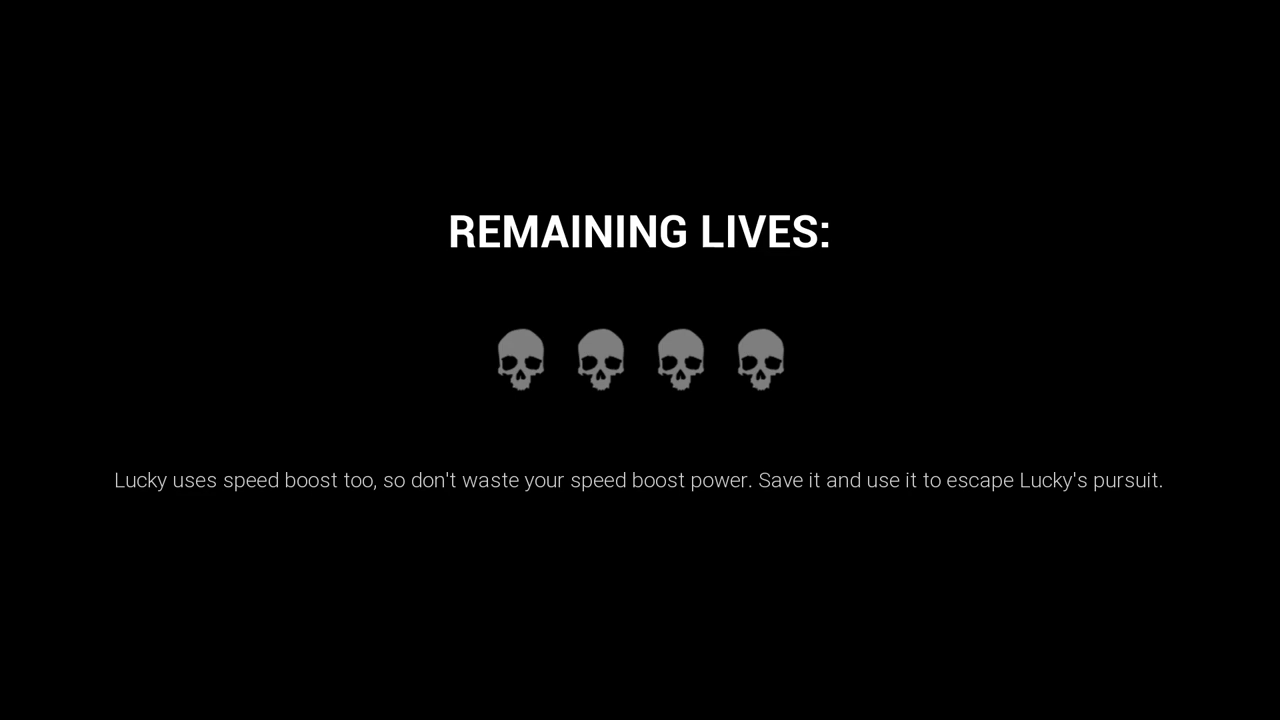 REMAINING LIVES:
Lucky uses speed boost too, so don't waste your speed boost power. Save it and use it to escape Lucky's pursuit.